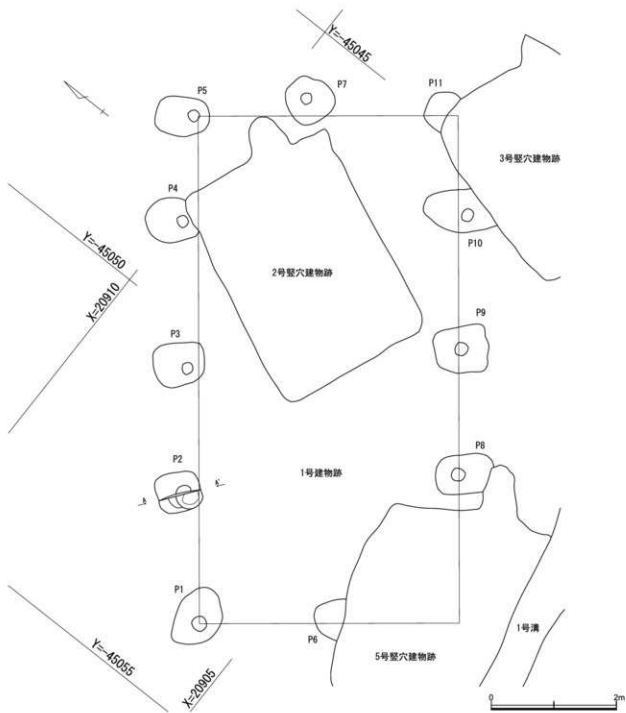 Y=-45045
P5
P7
P11
3号竪穴建物跡
P4
P10
Y=-45050
X=20910
2号竪穴建物跡
P3
P9
P2
1号建物跡
P8
A
A'
P1
P6
Y=-45055
X=20905
5号竪穴建物跡
1号溝
0
2m